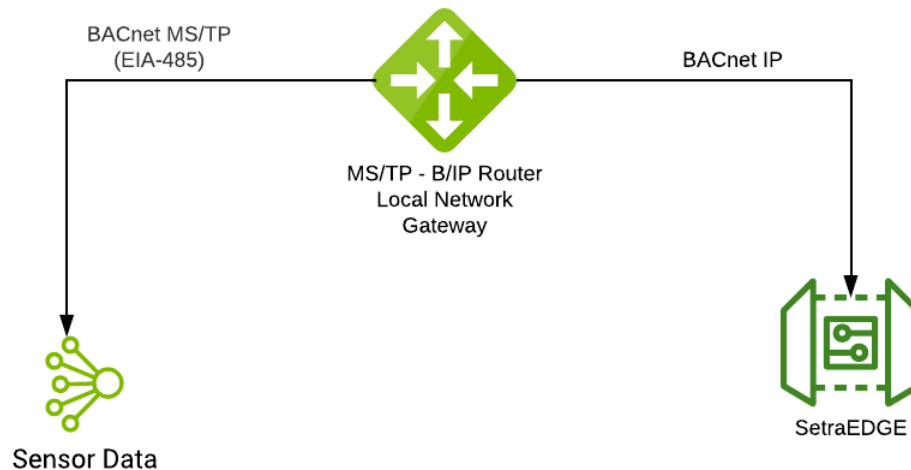 BACnet MS/TP
(EIA-485)
BACnet IP
MS/TP - B/IP Router
Local Network
Gateway
SetraEDGE
Sensor Data